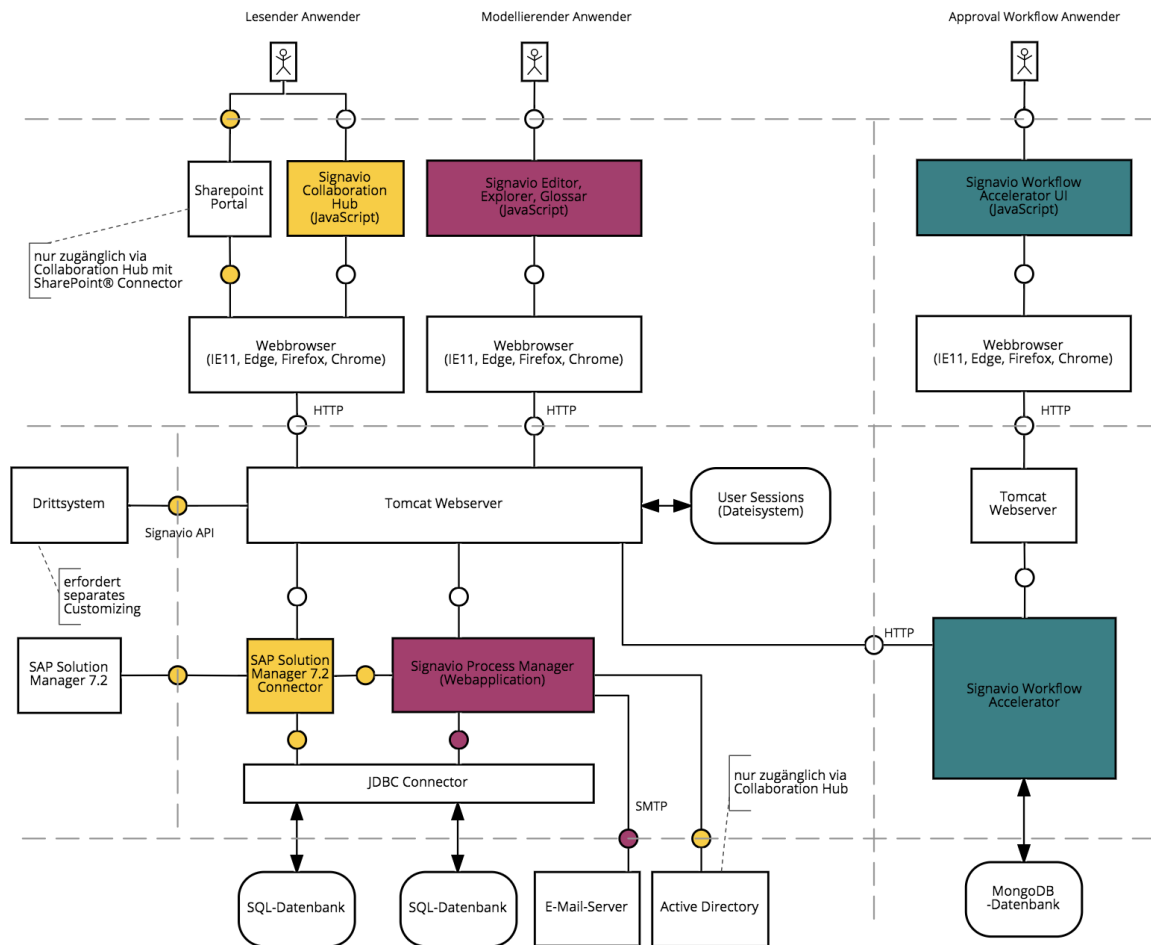 Lesender Anwender
Modellierender Anwender
Approval Workflow Anwender
Sharepoint
Portal
Signavio
Collaboration
Hub
(JavaScript)
Signavio Editor,
Explorer, Glossar
(JavaScript)
Signavio Workflow
Accelerator UI
(JavaScript)
nur zugänglich via
Collaboration Hub mit
SharePoint® Connector
Webbrowser
(IE11, Edge, Firefox, Chrome)
Webbrowser
(IE11, Edge, Firefox, Chrome)
Webbrowser
(IE11, Edge, Firefox, Chrome)
HTTP
HTTP
HTTP
Drittsystem
Signavio API
Tomcat Webserver
User Sessions
(Dateisystem)
Tomcat
Webserver
erfordert
separates
Customizing
HTTP
SAP Solution
Manager 7.2
SAP Solution
Manager 7.2
Connector
Signavio Process Manager
(Webapplication)
Signavio Workflow
Accelerator
JDBC Connector
nur zugänglich via
Collaboration Hub
SMTP
SQL-Datenbank
SQL-Datenbank
E-Mail-Server
Active Directory
MongoDB
-Datenbank